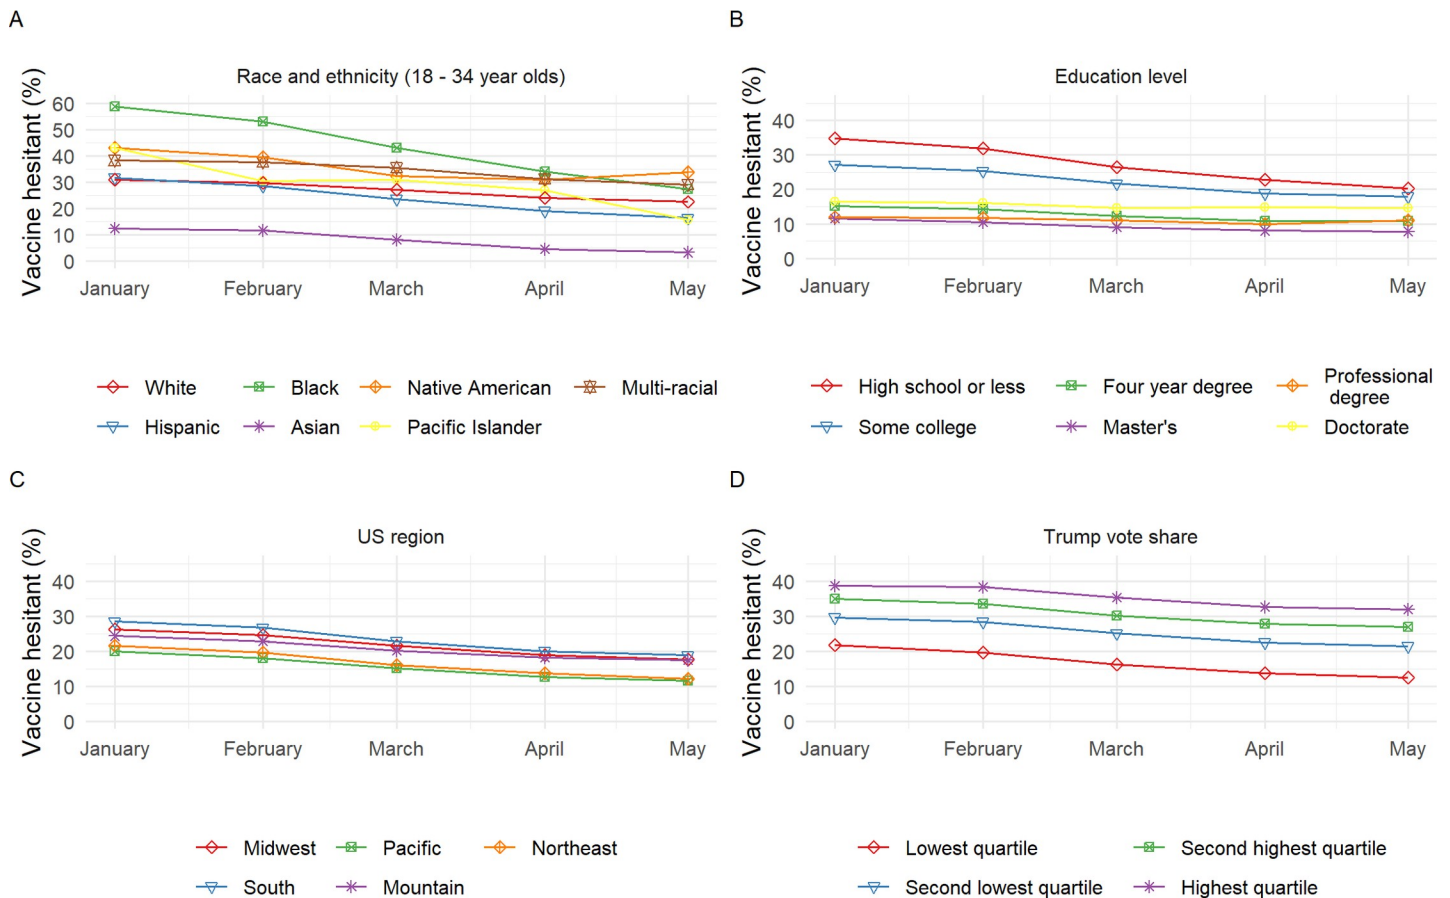 A
Race and ethnicity (18 - 34 year olds)
Vaccine hesitant (%)
60
50
40
30
20
10
0
January February March April May
White Black Native American Multi-racial
Hispanic Asian Pacific Islander
B
Education level
Vaccine hesitant (%)
40
30
20
10
0
January February March April May
High school or less Four year degree Professional
degree
Some college Master's Doctorate
C
US region
Vaccine hesitant (%)
40
30
20
10
0
January February March April May
Midwest Pacific Northeast
South Mountain
D
Trump vote share
Vaccine hesitant (%)
40
30
20
10
0
January February March April May
Lowest quartile Second highest quartile
Second lowest quartile Highest quartile